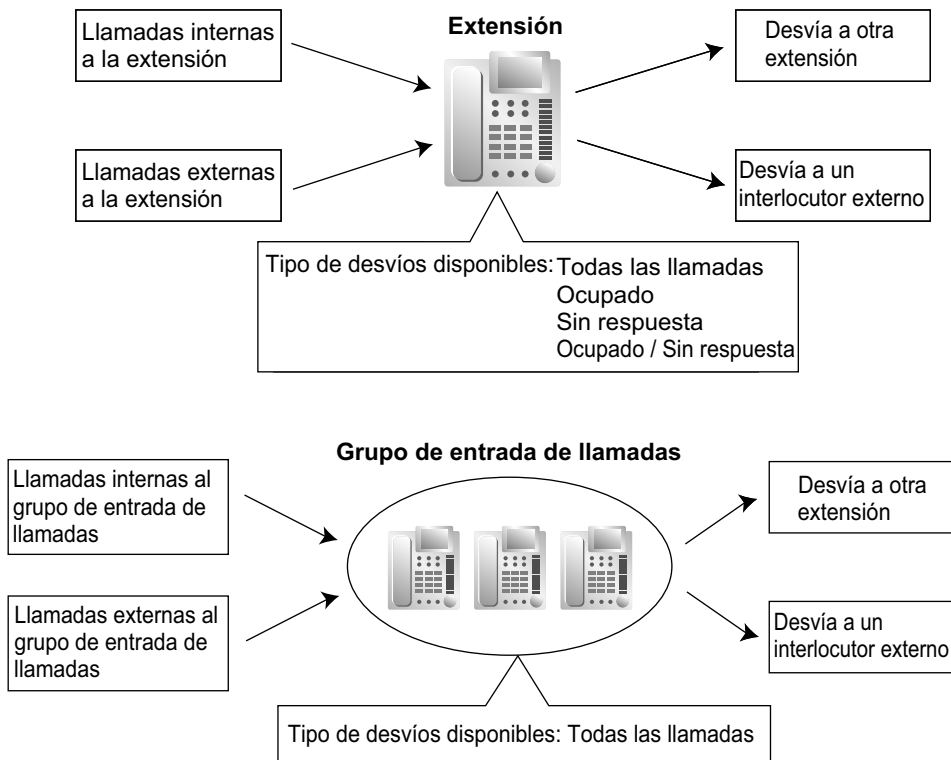 Llamadas internas
a la extensión
Extensión
Desvía a otra
extensión
Llamadas externas
a la extensión
Desvía a un
interlocutor externo
Tipo de desvíos disponibles: Todas las llamadas
Ocupado
Sin respuesta
Ocupado / Sin respuesta
Grupo de entrada de llamadas
Llamadas internas al
grupo de entrada de
llamadas
Desvía a otra
extensión
Llamadas externas al
grupo de entrada de
llamadas
Desvía a un
interlocutor externo
Tipo de desvíos disponibles: Todas las llamadas